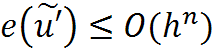 e(ũ′) ≤ O(hⁿ)